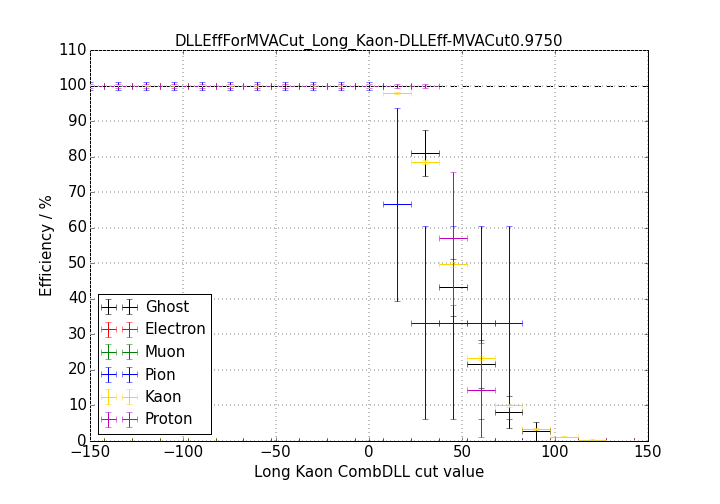 DLLEffForMVACut_Long_Kaon-DLLEff-MVACut0.9750
110
100
90
80
70
60
50
40
30
20
10
0
Efficiency / %
Ghost
Electron
Muon
Pion
Kaon
Proton
−150 −100 −50 0 50 100 150
Long Kaon CombDLL cut value